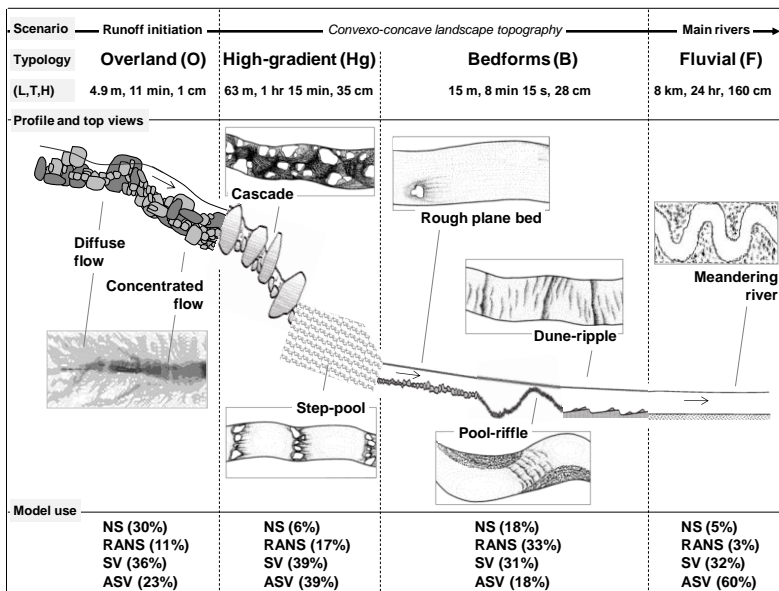 Scenario Runoff initiation Convexo-concave landscape topography Main rivers
Typology Overland (O) High-gradient (Hg) Bedforms (B) Fluvial (F)
(L,T,H) 4.9 m, 11 min, 1 cm 63 m, 1 hr 15 min, 35 cm 15 m, 8 min 15 s, 28 cm 8 km, 24 hr, 160 cm
Profile and top views
Cascade
Rough plane bed
Diffuse
flow
Concentrated
flow
Meandering
river
Dune-ripple
Step-pool
Pool-riffle
Model use
NS (30%) NS (6%) NS (18%) NS (5%)
RANS (11%) RANS (17%) RANS (33%) RANS (3%)
SV (36%) SV (39%) SV (31%) SV (32%)
ASV (23%) ASV (39%) ASV (18%) ASV (60%)